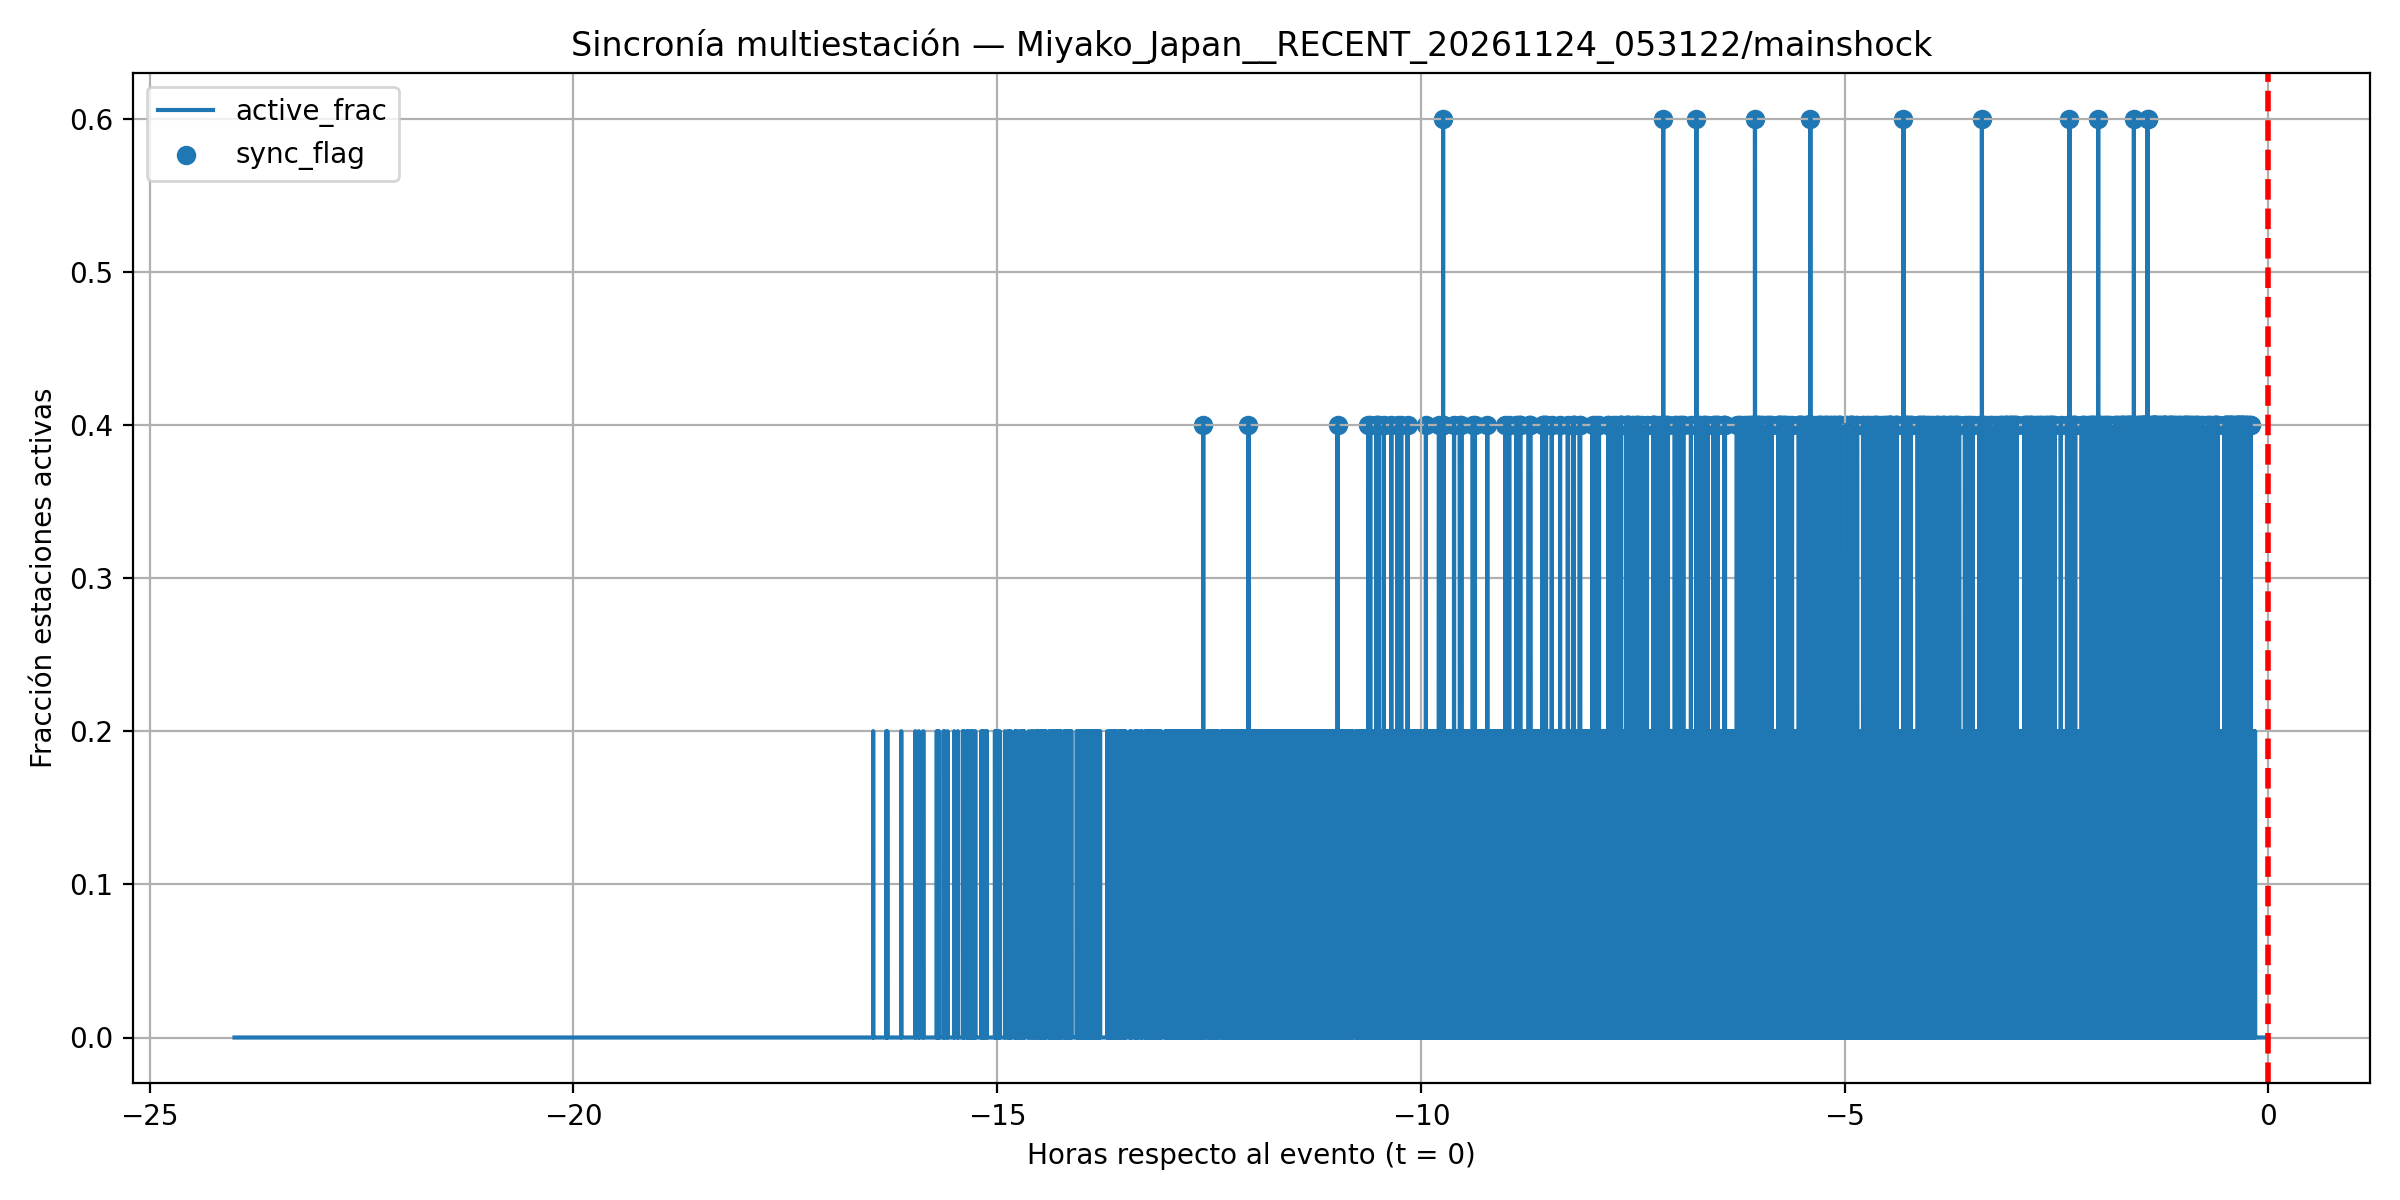 Sincronía multiestación — Miyako_Japan__RECENT_20261124_053122/mainshock
active_frac
sync_flag
Fracción estaciones activas
0.6
0.5
0.4
0.3
0.2
0.1
0.0
−25
−20
−15
−10
−5
0
Horas respecto al evento (t = 0)